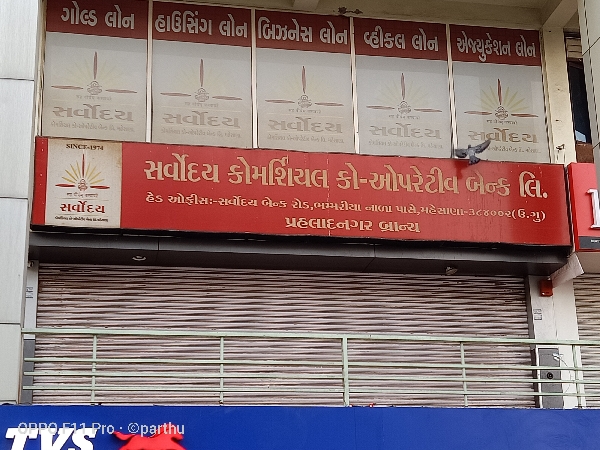 ગોલ્ડ લોન
હાઉસિંગ લોન
બિઝનેસ લોન
વ્હીકલ લોન
એજ્યુકેશન લોન
સર્વોદય
સર્વોદય
સર્વોદય
સર્વોદય
સર્વોદય
SINCE-1974
સર્વોદય
સર્વોદય કોમર્શિયલ કો-ઓપરેટીવ બેન્ક લિ.
હેડ ઓફીસઃ-સર્વોદય બેન્ક રોડ,ભમ્મરીયા નાળા પાસે,મહેસાણા-૩૮૪૦૦૨(ઉ.ગુ)
પ્રહલાદનગર બ્રાન્ચ
TVS
OPPO F11 Pro · ©parthu